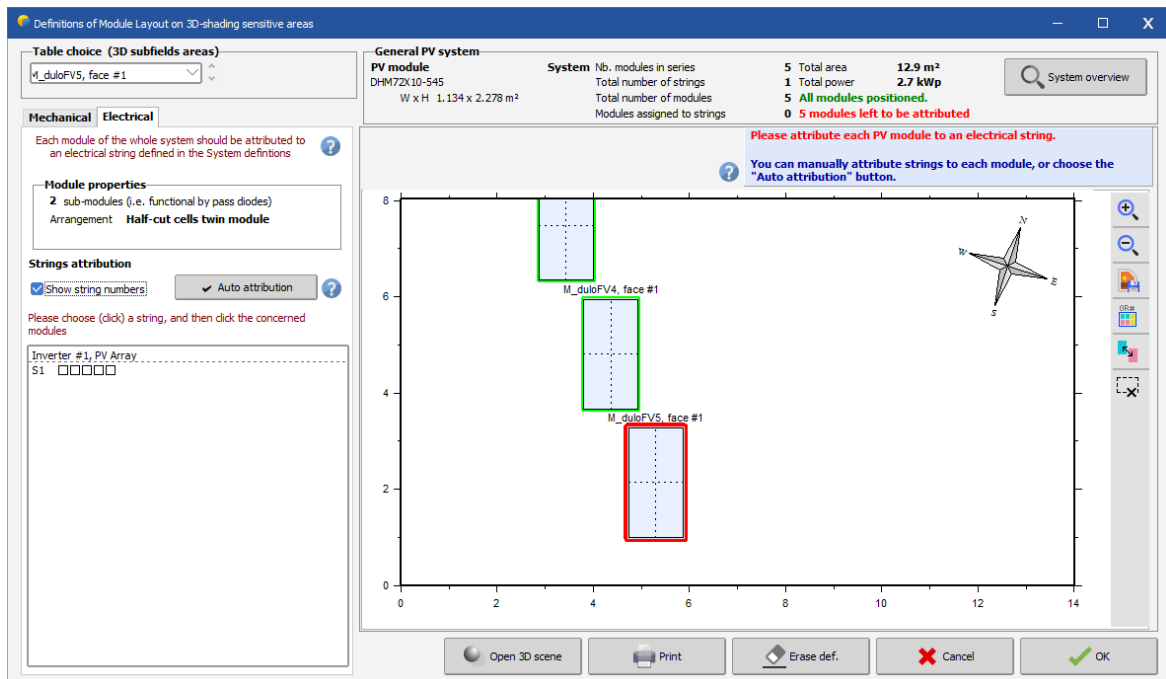 Definitions of Module Layout on 3D-shading sensitive areas
Table choice (3D subfields areas)
M_duloFV5, face #1
General PV system
PV module
DHM72X10-545
W x H 1.134 x 2.278 m²
System Nb. modules in series 5 Total area 12.9 m²
Total number of strings 1 Total power 2.7 kWp
Total number of modules 5 All modules positioned.
Modules assigned to strings 0 5 modules left to be attributed
System overview
Mechanical Electrical
Each module of the whole system should be attributed to
an electrical string defined in the System defintions
Module properties
2 sub-modules (i.e. functional by pass diodes)
Arrangement Half-cut cells twin module
Strings attribution
Show string numbers
Auto attribution
Please choose (click) a string, and then click the concerned
modules
Inverter #1, PV Array
S1
Please attribute each PV module to an electrical string.
You can manually attribute strings to each module, or choose the
"Auto attribution" button.
8
6
4
2
0
0 2 4 6 8 10 12 14
M_duloFV4, face #1
M_duloFV5, face #1
N
W
E
S
Open 3D scene
Print
Erase def.
Cancel
OK